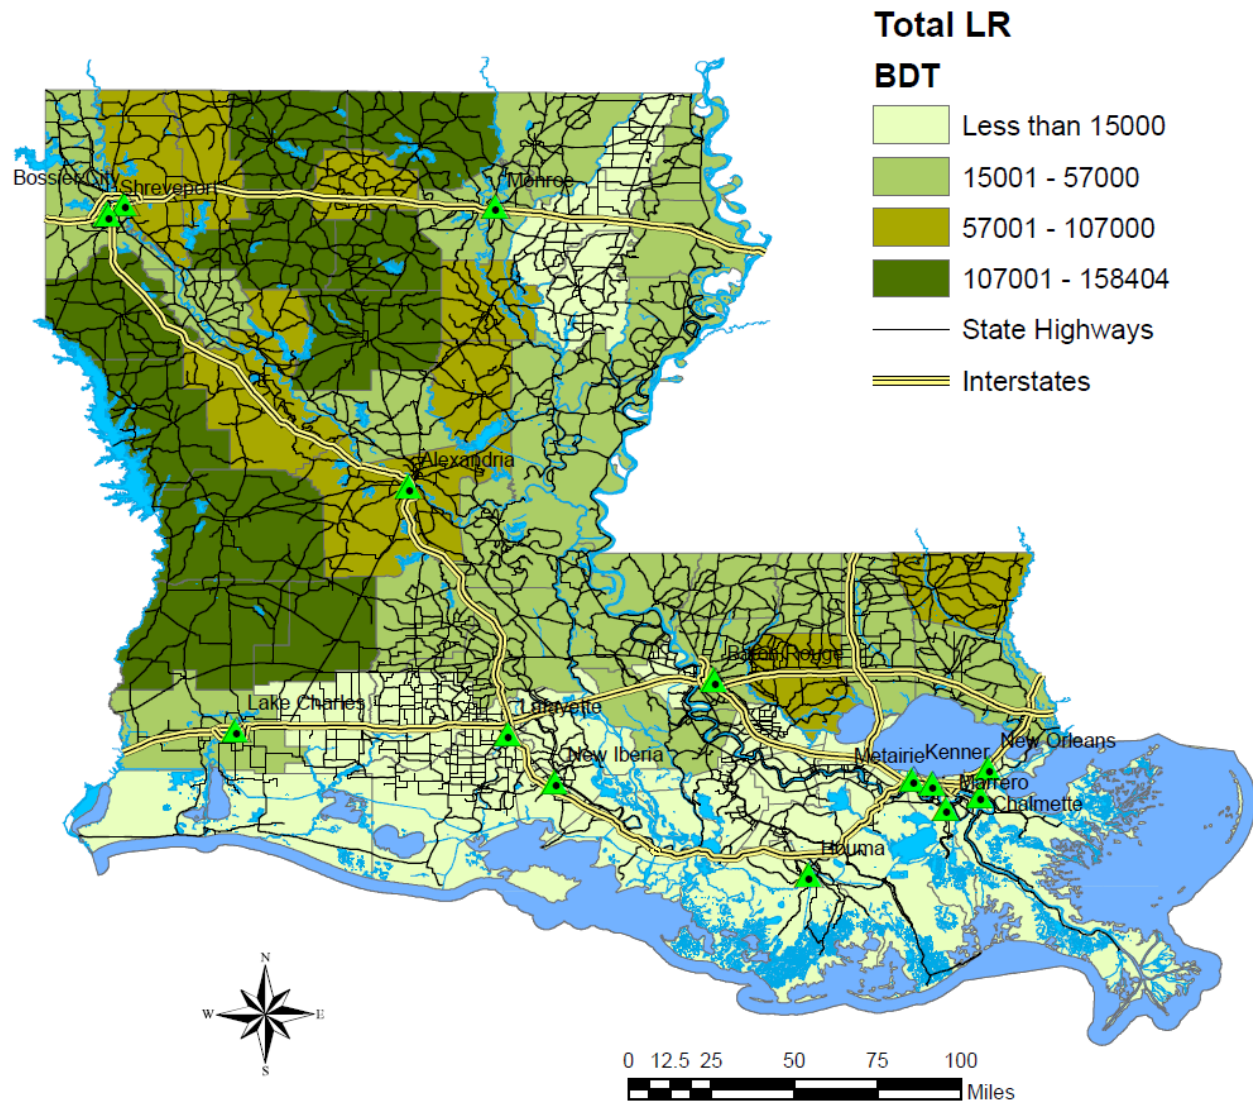 Total LR
BDT
Less than 15000
15001 - 57000
57001 - 107000
107001 - 158404
State Highways
Interstates
Bossier City
Shreveport
Monroe
Alexandria
Baton Rouge
Lake Charles
Lafayette
New Iberia
Metairie
Kenner
New Orleans
Marrero
Chalmette
Houma
N
W
E
S
0 12.5 25 50 75 100
Miles